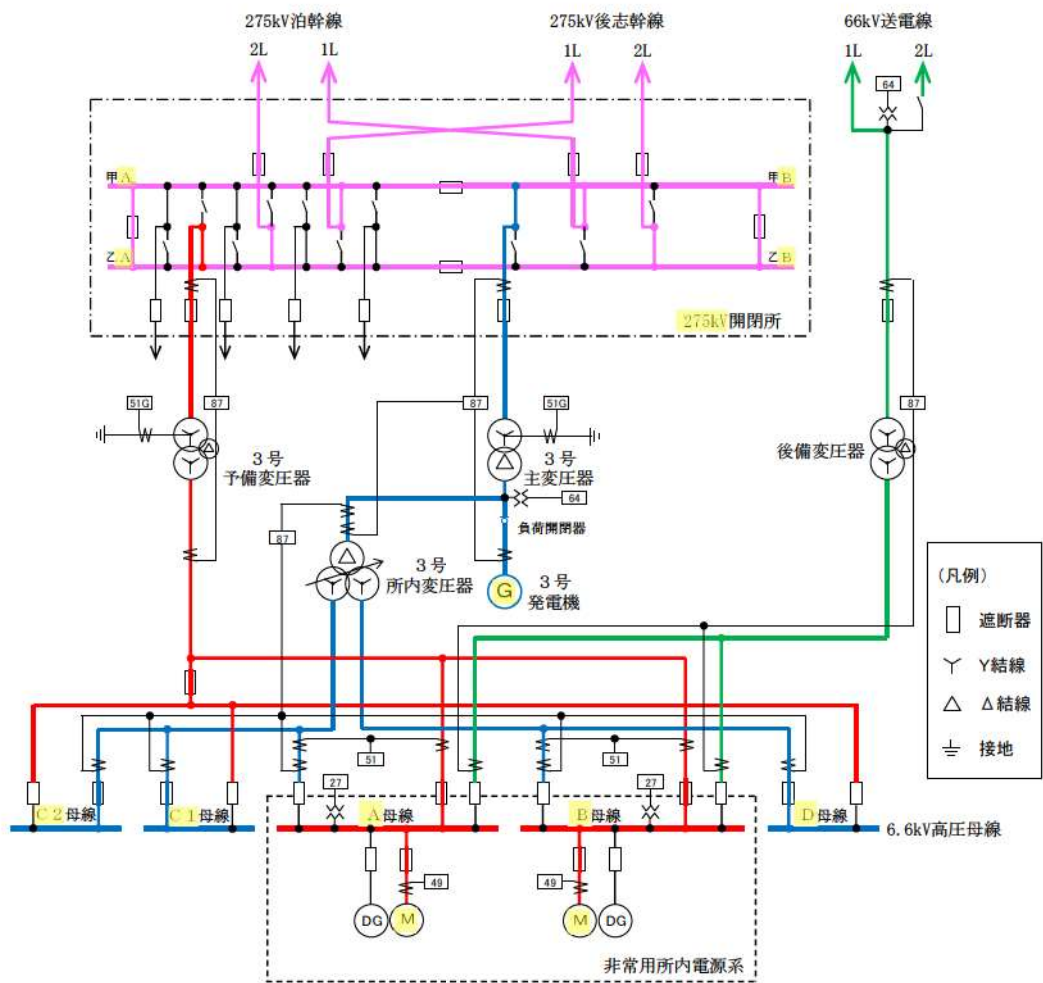 275kV泊幹線
275kV後志幹線
66kV送電線
2L
1L
1L
2L
1L
2L
64
甲A
甲B
乙A
乙B
275kV開閉所
51G
87
87
51G
87
3号
予備変圧器
3号
主変圧器
後備変圧器
64
負荷開閉器
87
3号
所内変圧器
G
3号
発電機
(凡例)
遮断器
Y結線
Δ結線
接地
51
51
27
27
C2母線
C1母線
A母線
B母線
D母線
6.6kV高圧母線
49
49
DG
M
M
DG
非常用所内電源系